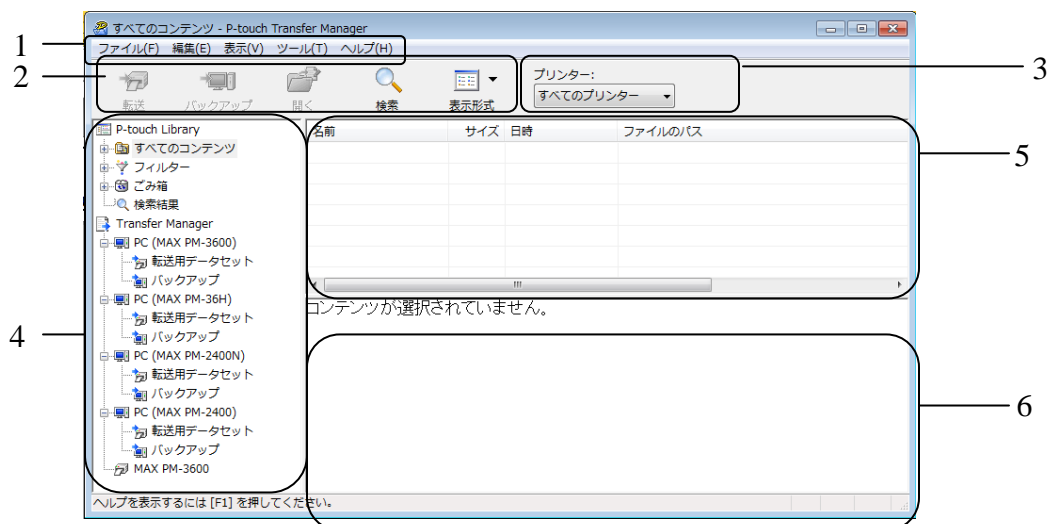 すべてのコンテンツ - P-touch Transfer Manager
1
ファイル(F) 編集(E) 表示(V) ツール(T) ヘルプ(H)
2
3
転送 バックアップ 開く 検索 表示形式
プリンター:
すべてのプリンター
4
P-touch Library
すべてのコンテンツ
フィルター
ごみ箱
検索結果
Transfer Manager
PC (MAX PM-3600)
転送用データセット
バックアップ
PC (MAX PM-36H)
転送用データセット
バックアップ
PC (MAX PM-2400N)
転送用データセット
バックアップ
PC (MAX PM-2400)
転送用データセット
バックアップ
MAX PM-3600
名前 サイズ 日時 ファイルのパス
5
コンテンツが選択されていません。
6
ヘルプを表示するには [F1] を押してください。